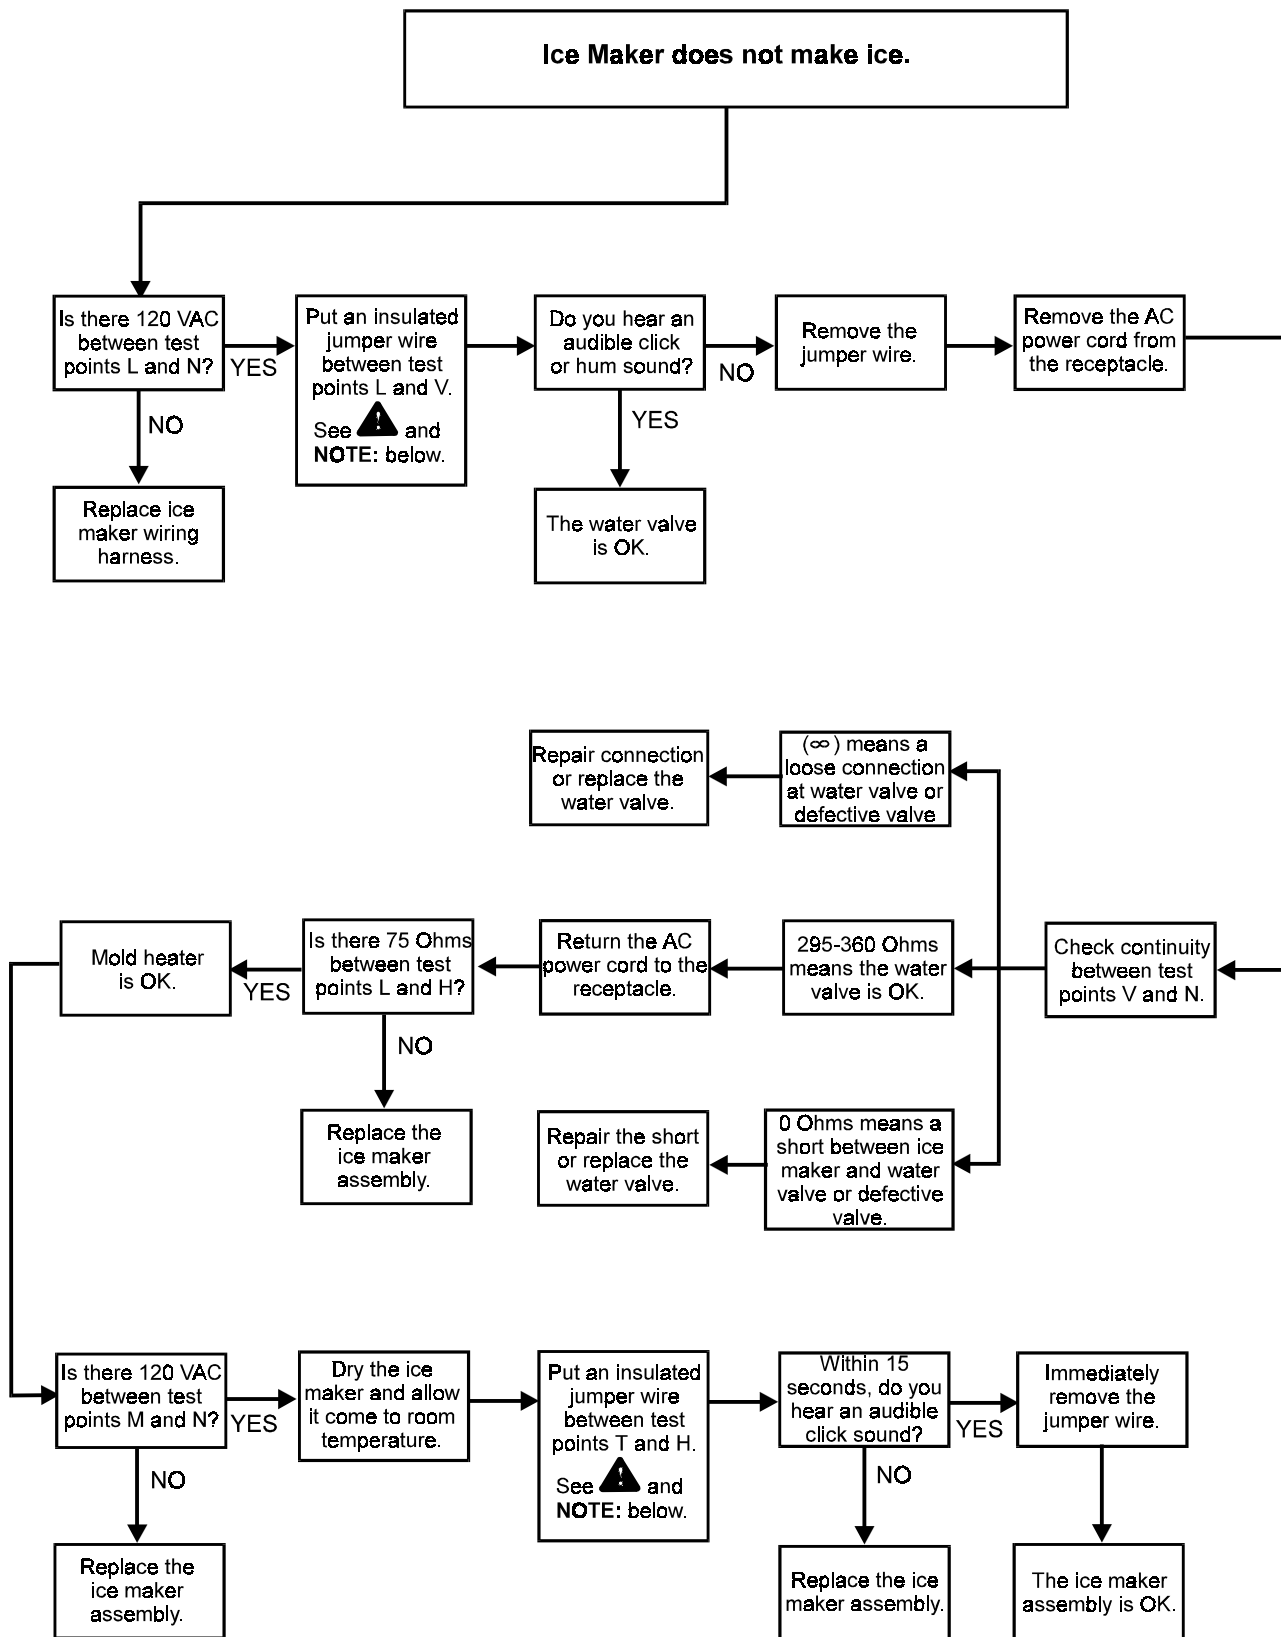 Ice Maker does not make ice.
Is there 120 VAC
between test
points L and N?
YES
NO
Replace ice
maker wiring
harness.
Put an insulated
jumper wire
between test
points L and V.
See ! and
NOTE: below.
Do you hear an
audible click
or hum sound?
NO
YES
The water valve
is OK.
Remove the
jumper wire.
Remove the AC
power cord from
the receptacle.
Check continuity
between test
points V and N.
(∞) means a
loose connection
at water valve or
defective valve
Repair connection
or replace the
water valve.
295-360 Ohms
means the water
valve is OK.
Return the AC
power cord to the
receptacle.
0 Ohms means a
short between ice
maker and water
valve or defective
valve.
Repair the short
or replace the
water valve.
Is there 75 Ohms
between test
points L and H?
YES
NO
Replace the
ice maker
assembly.
Mold heater
is OK.
Is there 120 VAC
between test
points M and N?
YES
NO
Replace the
ice maker
assembly.
Dry the ice
maker and allow
it come to room
temperature.
Put an insulated
jumper wire
between test
points T and H.
See ! and
NOTE: below.
Within 15
seconds, do you
hear an audible
click sound?
YES
NO
Replace the ice
maker assembly.
Immediately
remove the
jumper wire.
The ice maker
assembly is OK.